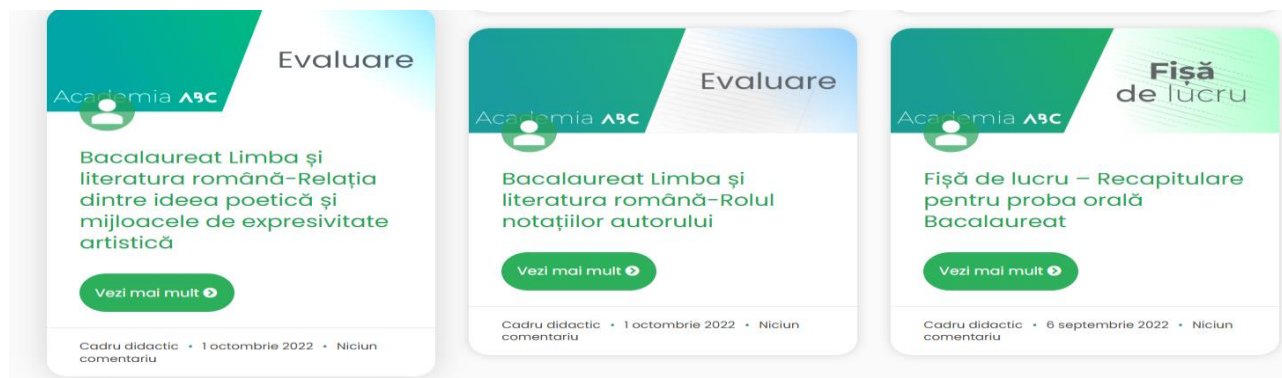 Evaluare
Academia ABC
Bacalaureat Limba și
literatura română-Relația
dintre ideea poetică și
mijloacele de expresivitate
artistică
Vezi mai mult
Cadru didactic • 1 octombrie 2022 • Niciun
comentariu
Evaluare
Academia ABC
Bacalaureat Limba și
literatura română-Rolul
notațiilor autorului
Vezi mai mult
Cadru didactic • 1 octombrie 2022 • Niciun
comentariu
Fișă
de lucru
Academia ABC
Fișă de lucru – Recapitulare
pentru proba orală
Bacalaureat
Vezi mai mult
Cadru didactic • 6 septembrie 2022 • Niciun
comentariu